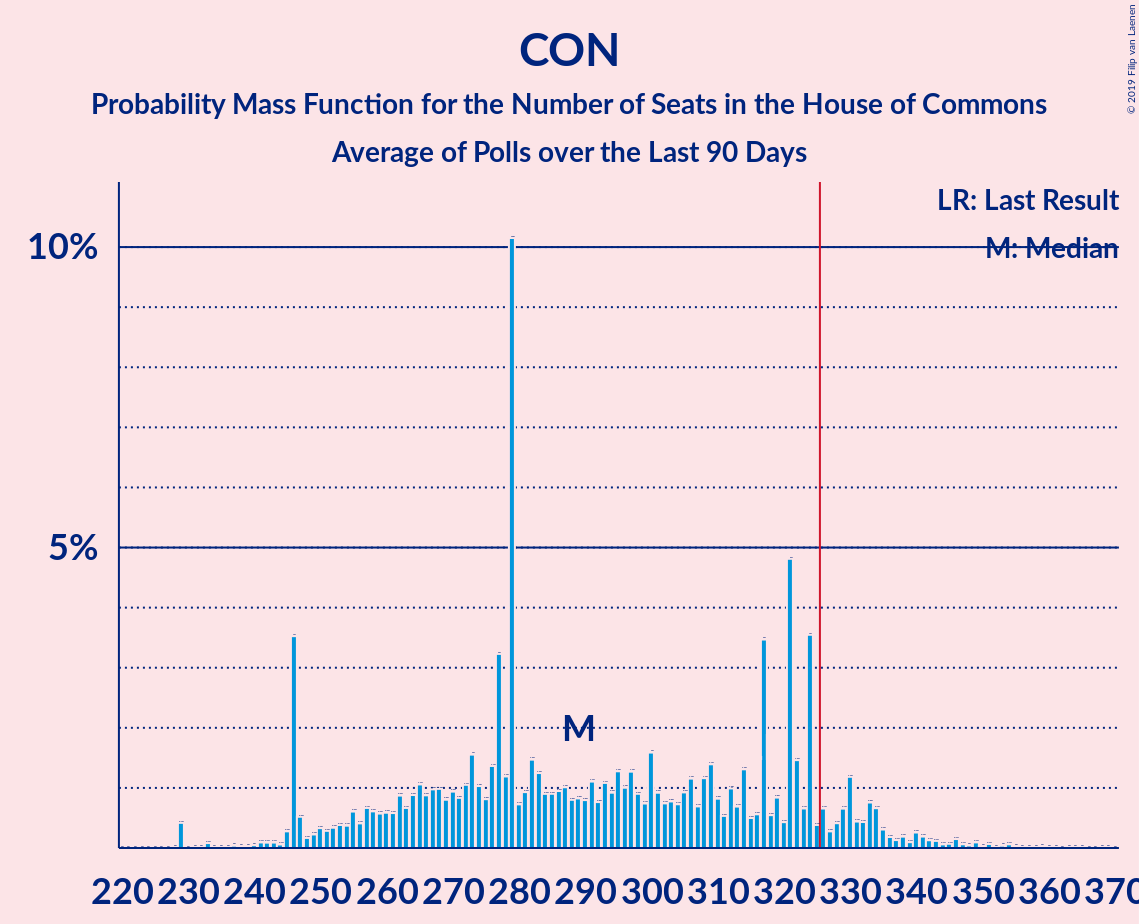 CON
Probability Mass Function for the Number of Seats in the House of Commons
Average of Polls over the Last 90 Days
© 2019 Filip van Laenen
LR: Last Result
M: Median
10%
5%
M
220 230 240 250 260 270 280 290 300 310 320 330 340 350 360 370